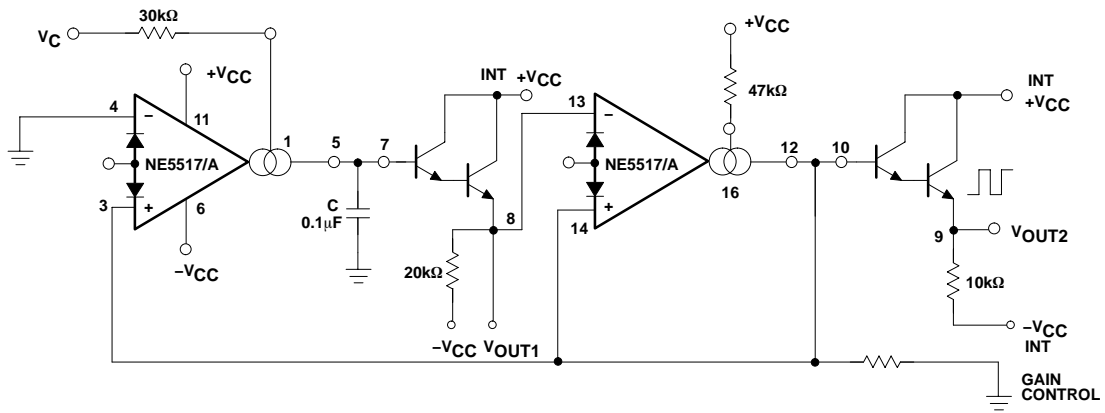 30kΩ
VC
+VCC
INT
+VCC
+VCC
INT
+VCC
4
–
11
NE5517/A
1
5
7
47kΩ
13
–
NE5517/A
12
10
3
+
6
–VCC
C
0.1μF
8
20kΩ
–VCC
VOUT1
14
+
16
9
VOUT2
10kΩ
–VCC
INT
GAIN
CONTROL